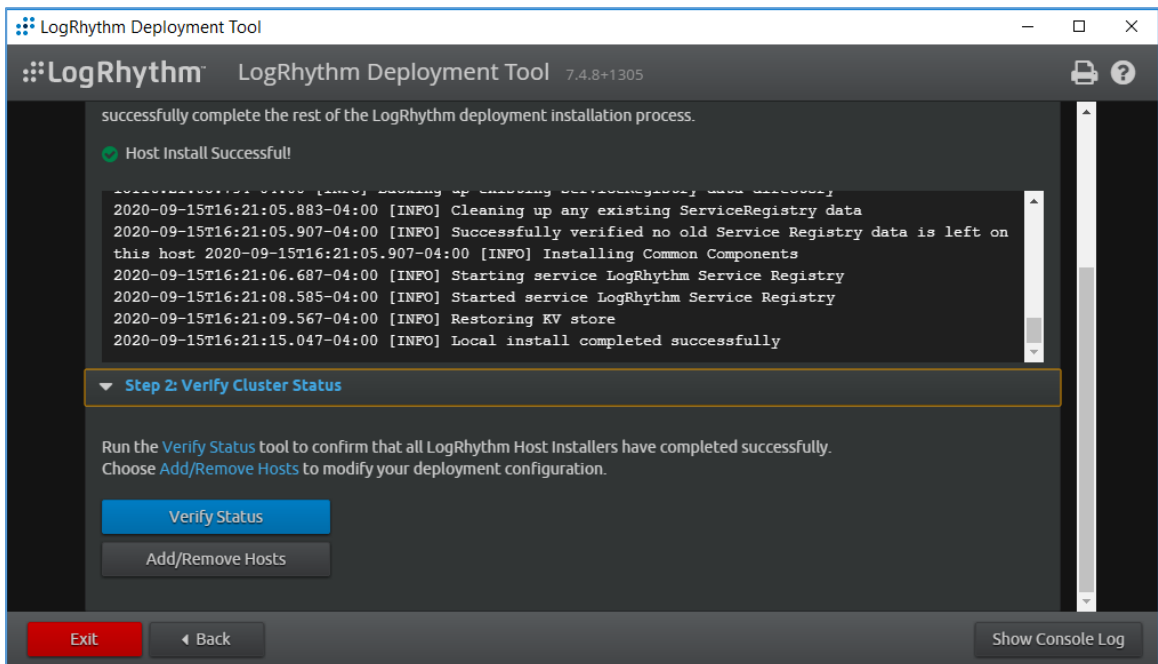 LogRhythm Deployment Tool
LogRhythm LogRhythm Deployment Tool 7.4.8+1305
successfully complete the rest of the LogRhythm deployment installation process.
Host Install Successful!
[INFO] Backing up existing ServiceRegistry data directory
2020-09-15T16:21:05.883-04:00 [INFO] Cleaning up any existing ServiceRegistry data
2020-09-15T16:21:05.907-04:00 [INFO] Successfully verified no old Service Registry data is left on
this host 2020-09-15T16:21:05.907-04:00 [INFO] Installing Common Components
2020-09-15T16:21:06.687-04:00 [INFO] Starting service LogRhythm Service Registry
2020-09-15T16:21:08.585-04:00 [INFO] Started service LogRhythm Service Registry
2020-09-15T16:21:09.567-04:00 [INFO] Restoring KV store
2020-09-15T16:21:15.047-04:00 [INFO] Local install completed successfully
Step 2: Verify Cluster Status
Run the Verify Status tool to confirm that all LogRhythm Host Installers have completed successfully.
Choose Add/Remove Hosts to modify your deployment configuration.
Verify Status
Add/Remove Hosts
Exit Back Show Console Log